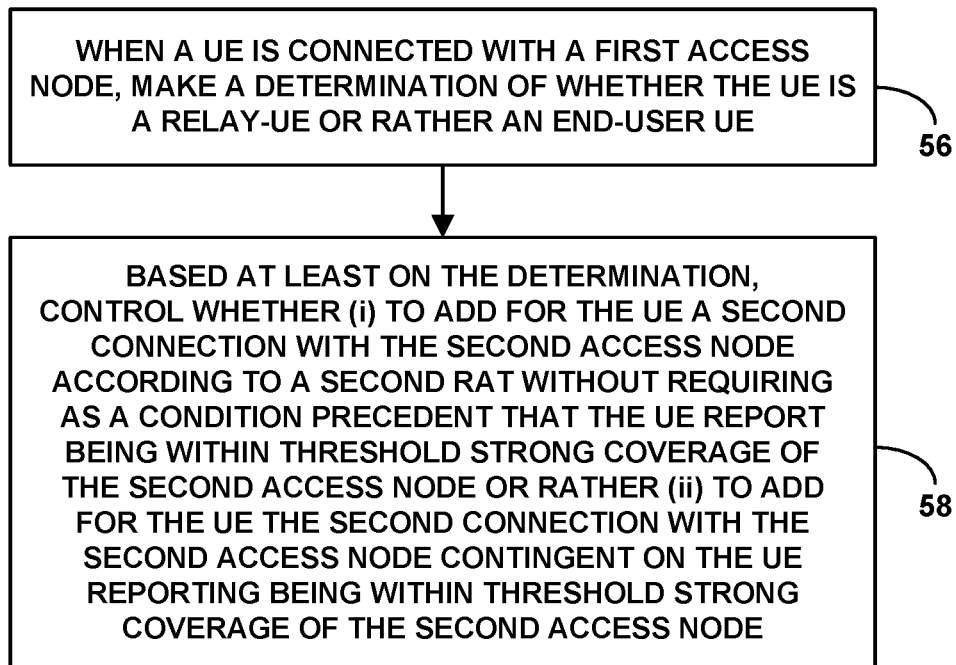 WHEN A UE IS CONNECTED WITH A FIRST ACCESS
NODE, MAKE A DETERMINATION OF WHETHER THE UE IS
A RELAY-UE OR RATHER AN END-USER UE
56
BASED AT LEAST ON THE DETERMINATION,
CONTROL WHETHER (i) TO ADD FOR THE UE A SECOND
CONNECTION WITH THE SECOND ACCESS NODE
ACCORDING TO A SECOND RAT WITHOUT REQUIRING
AS A CONDITION PRECEDENT THAT THE UE REPORT
BEING WITHIN THRESHOLD STRONG COVERAGE OF
THE SECOND ACCESS NODE OR RATHER (ii) TO ADD
FOR THE UE THE SECOND CONNECTION WITH THE
SECOND ACCESS NODE CONTINGENT ON THE UE
REPORTING BEING WITHIN THRESHOLD STRONG
COVERAGE OF THE SECOND ACCESS NODE
58